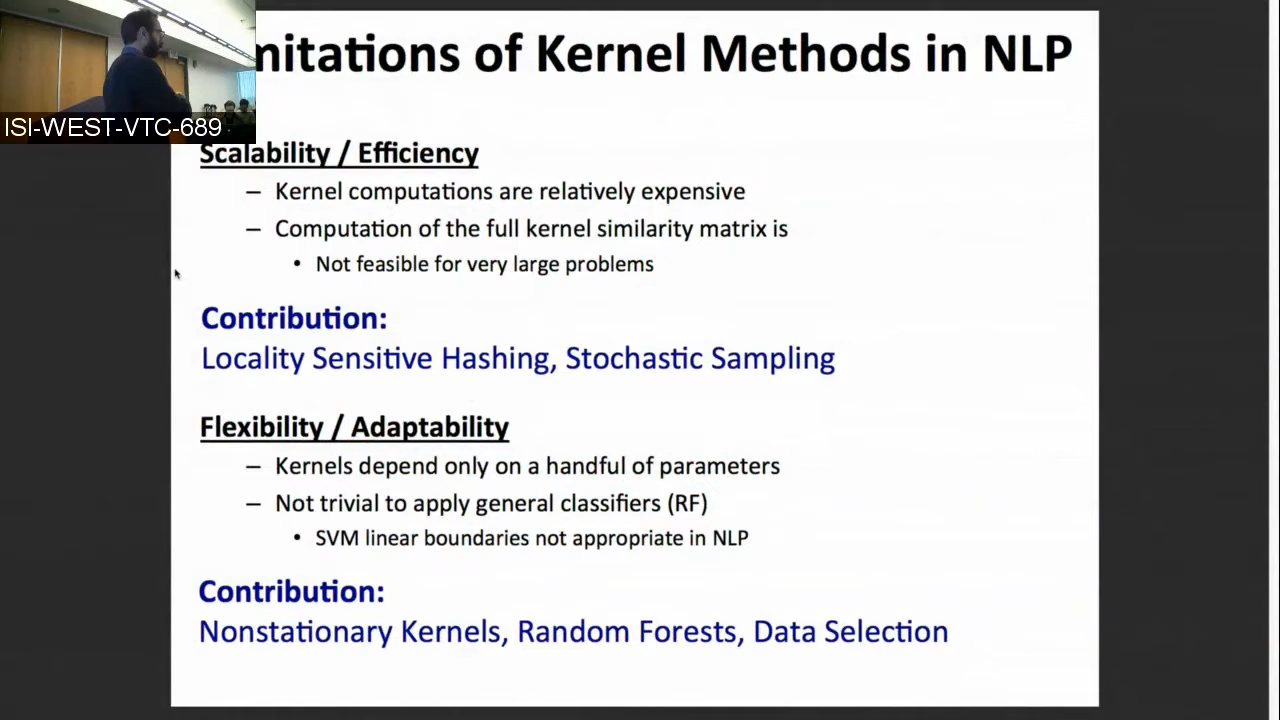 mitations of Kernel Methods in NLP
ISI-WEST-VTC-689
Scalability / Efficiency
– Kernel computations are relatively expensive
– Computation of the full kernel similarity matrix is
• Not feasible for very large problems
Contribution:
Locality Sensitive Hashing, Stochastic Sampling
Flexibility / Adaptability
– Kernels depend only on a handful of parameters
– Not trivial to apply general classifiers (RF)
• SVM linear boundaries not appropriate in NLP
Contribution:
Nonstationary Kernels, Random Forests, Data Selection